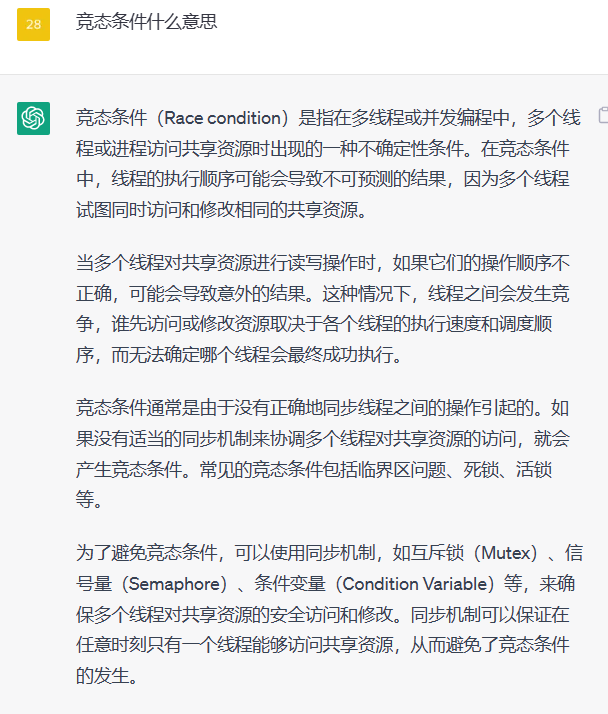 28
竞态条件什么意思
竞态条件（Race condition）是指在多线程或并发编程中，多个线
程或进程访问共享资源时出现的一种不确定性条件。在竞态条件
中，线程的执行顺序可能会导致不可预测的结果，因为多个线程
试图同时访问和修改相同的共享资源。
当多个线程对共享资源进行读写操作时，如果它们的操作顺序不
正确，可能会导致意外的结果。这种情况下，线程之间会发生竞
争，谁先访问或修改资源取决于各个线程的执行速度和调度顺
序，而无法确定哪个线程会最终成功执行。
竞态条件通常是由于没有正确地同步线程之间的操作引起的。如
果没有适当的同步机制来协调多个线程对共享资源的访问，就会
产生竞态条件。常见的竞态条件包括临界区问题、死锁、活锁
等。
为了避免竞态条件，可以使用同步机制，如互斥锁（Mutex）、信
号量（Semaphore）、条件变量（Condition Variable）等，来确
保多个线程对共享资源的安全访问和修改。同步机制可以保证在
任意时刻只有一个线程能够访问共享资源，从而避免了竞态条件
的发生。